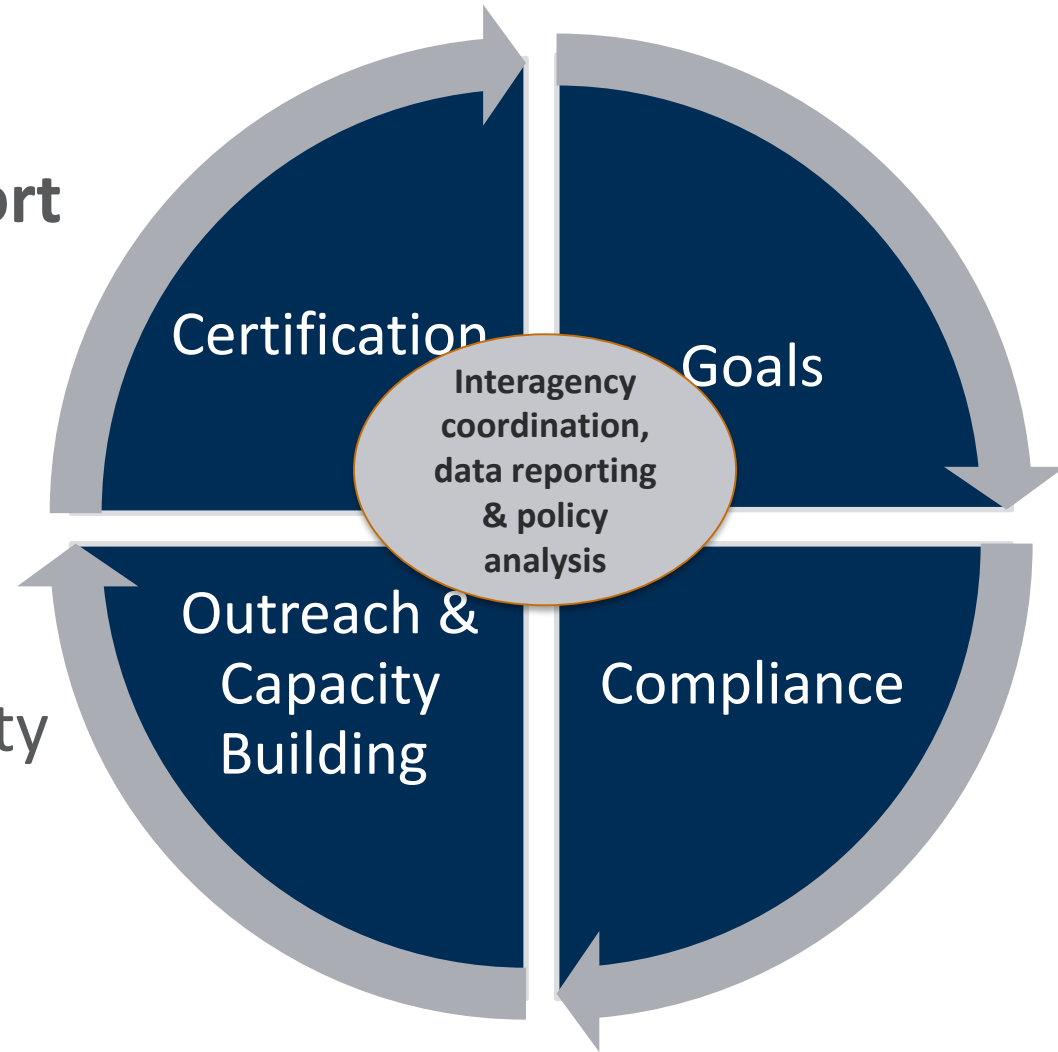 ort
Certification
Goals
Interagency
coordination,
data reporting
& policy
analysis
Outreach &
Capacity
Building
Compliance
ty